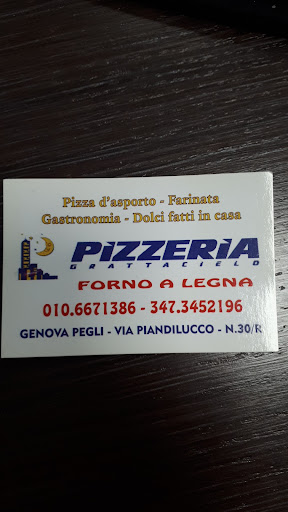 Pizza d'asporto - Farinata
Gastronomia - Dolci fatti in casa
PiZZERiA
GRATTACIELO
FORNO A LEGNA
010.6671386 - 347.3452196
GENOVA PEGLI - VIA PIANDILUCCO - N.30/R